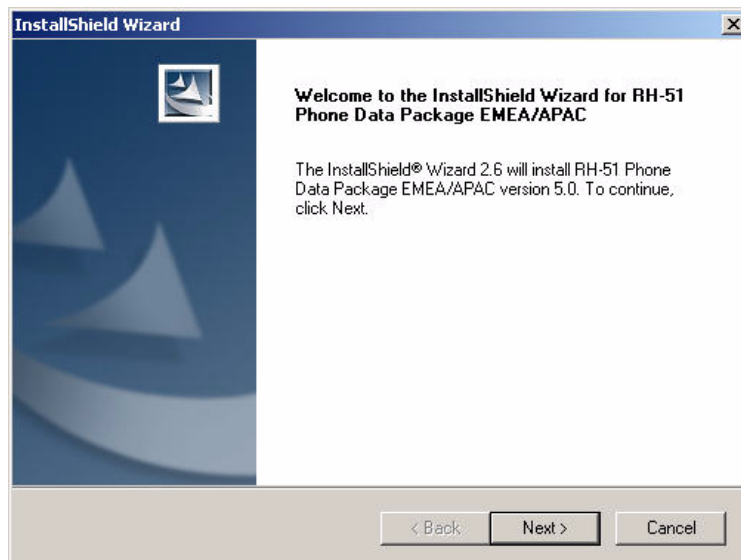 InstallShield Wizard
Welcome to the InstallShield Wizard for RH-51
Phone Data Package EMEA/APAC
The InstallShield® Wizard 2.6 will install RH-51 Phone
Data Package EMEA/APAC version 5.0. To continue,
click Next.
< Back
Next >
Cancel